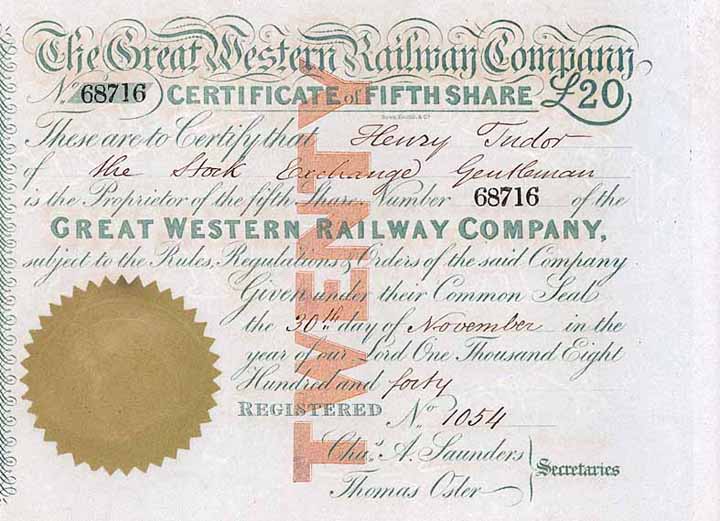 The Great Western Railway Company
No. 68716 CERTIFICATE of FIFTH SHARE £20
These are to Certify that Henry Tudor
of the Stock Exchange Gentleman
is the Proprietor of the fifth Share Number 68716 of the
GREAT WESTERN RAILWAY COMPANY,
subject to the Rules, Regulations & Orders of the said Company
Given under their Common Seal
the 30th day of November in the
year of our Lord One Thousand Eight
Hundred and forty
REGISTERED No. 1054
Chas. A. Saunders
Thomas Osler
Secretaries
TWENTY